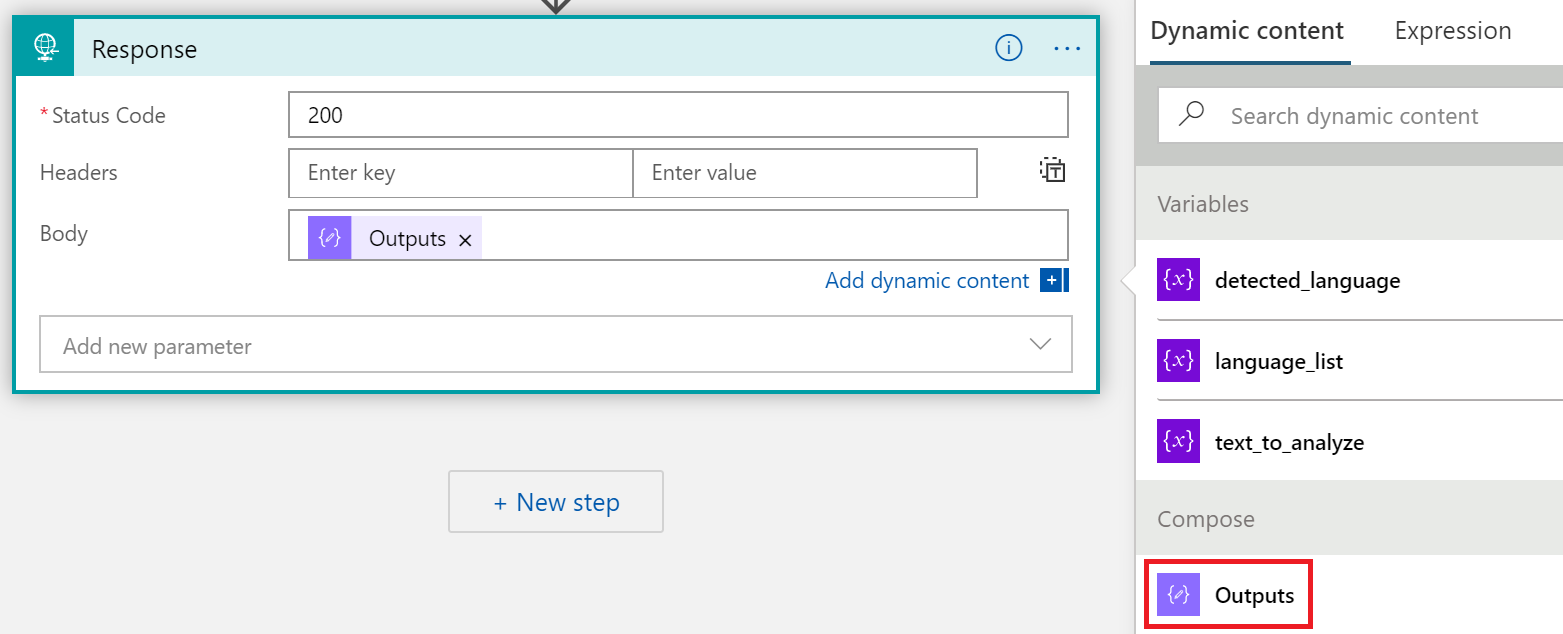 Response
* Status Code
200
Headers
Enter key
Enter value
Body
Outputs
Add dynamic content
Add new parameter
+ New step
Dynamic content
Expression
Search dynamic content
Variables
{x} detected_language
{x} language_list
{x} text_to_analyze
Compose
Outputs